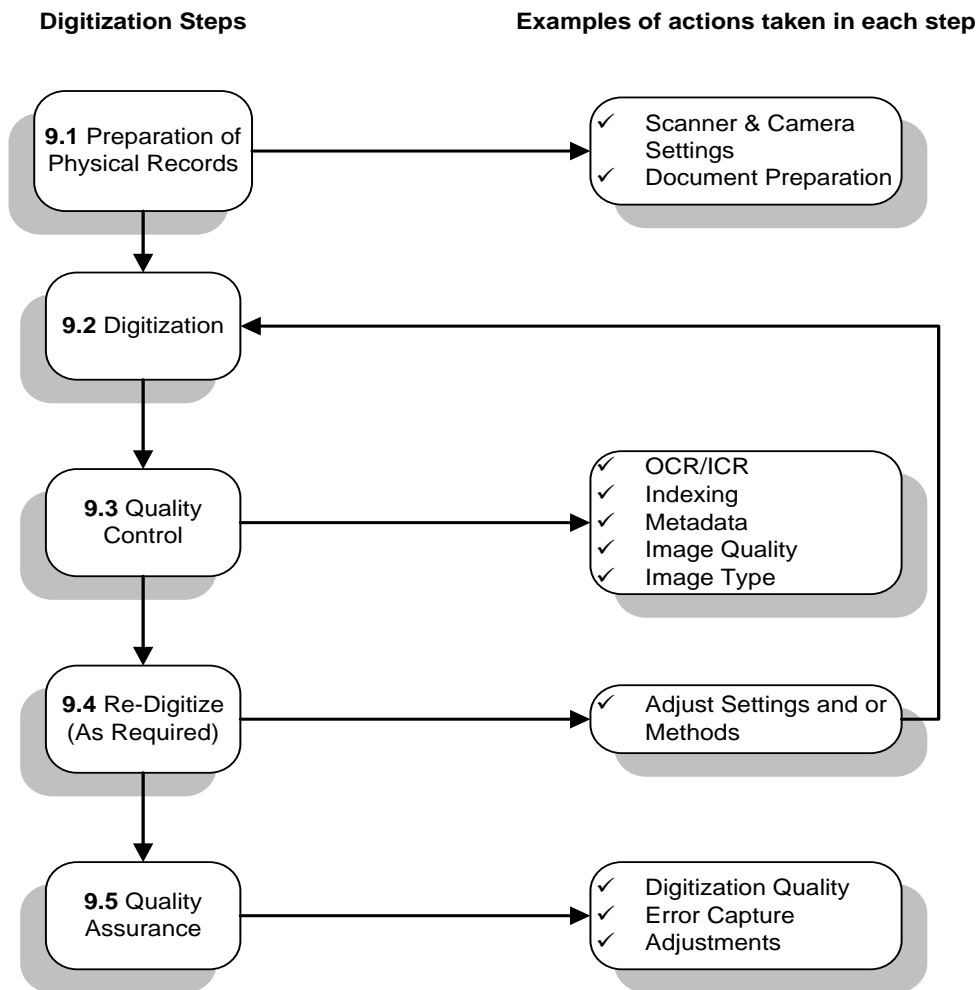 Digitization Steps
Examples of actions taken in each step
9.1 Preparation of
Physical Records
✓ Scanner & Camera
Settings
✓ Document Preparation
9.2 Digitization
9.3 Quality
Control
✓ OCR/ICR
✓ Indexing
✓ Metadata
✓ Image Quality
✓ Image Type
9.4 Re-Digitize
(As Required)
✓ Adjust Settings and or
Methods
9.5 Quality
Assurance
✓ Digitization Quality
✓ Error Capture
✓ Adjustments